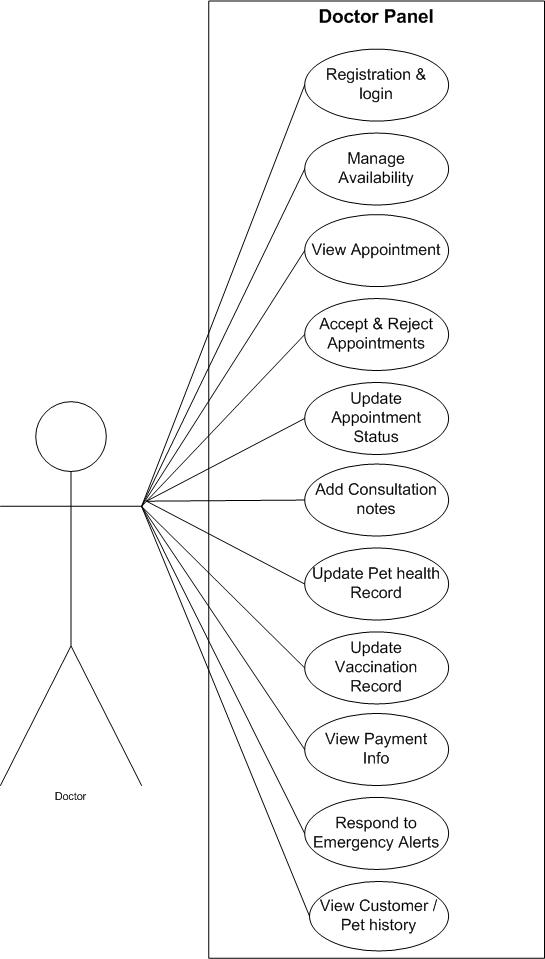 Doctor Panel
Registration &
login
Manage
Availability
View Appointment
Accept & Reject
Appointments
Update
Appointment
Status
Add Consultation
notes
Update Pet health
Record
Update
Vaccination
Record
View Payment
Info
Respond to
Emergency Alerts
View Customer /
Pet history
Doctor